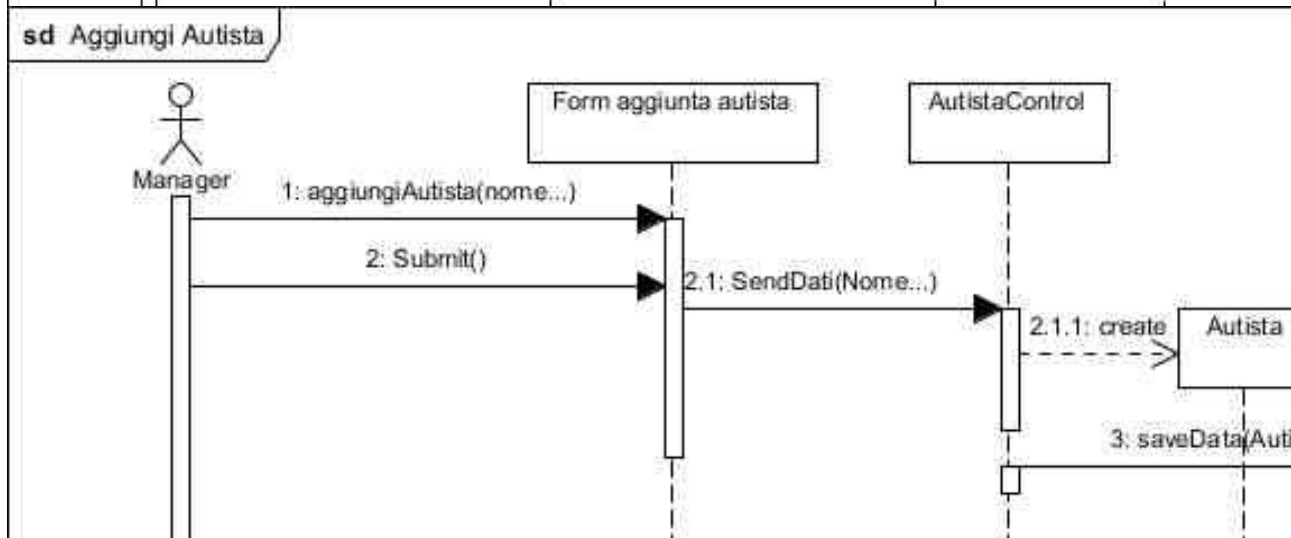 sd Aggiungi Autista
Form aggiunta autista
AutistaControl
Manager
1: aggiungiAutista(nome...)
2: Submit()
2.1: SendDati(Nome...)
2.1.1: create
Autista
3: saveData(Auti